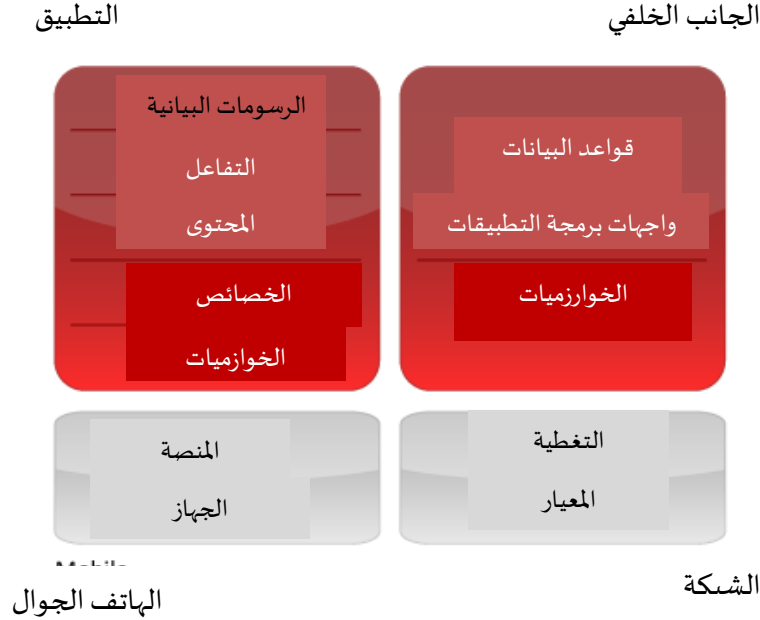 الجانب الخلفي
التطبيق
قواعد البيانات
واجهات برمجة التطبيقات
الخوارزميات
الرسومات البيانية
التفاعل
المحتوى
الخصائص
الخوازميات
التغطية
المعيار
المنصة
الجهاز
الشبكة
الهاتف الجوال